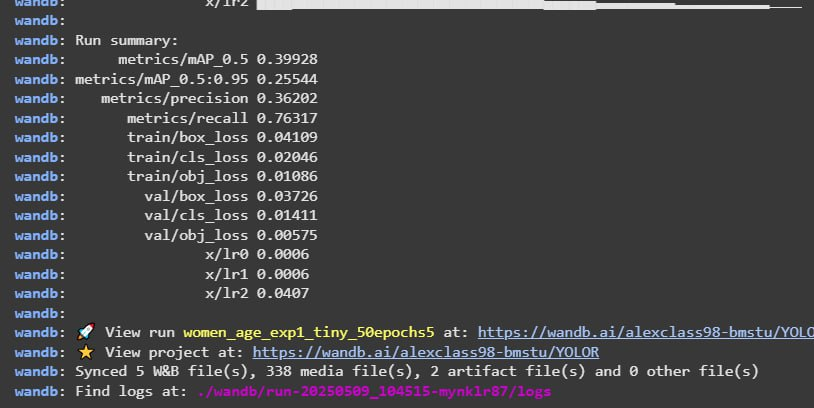 wandb: x/lr2
wandb:
wandb: Run summary:
wandb: metrics/mAP_0.5 0.39928
wandb: metrics/mAP_0.5:0.95 0.25544
wandb: metrics/precision 0.36202
wandb: metrics/recall 0.76317
wandb: train/box_loss 0.04109
wandb: train/cls_loss 0.02046
wandb: train/obj_loss 0.01086
wandb: val/box_loss 0.03726
wandb: val/cls_loss 0.01411
wandb: val/obj_loss 0.00575
wandb: x/lr0 0.0006
wandb: x/lr1 0.0006
wandb: x/lr2 0.0407
wandb:
wandb: 🚀 View run women_age_exp1_tiny_50epochs5 at: https://wandb.ai/alexclass98-bmstu/YOLO
wandb: ⭐ View project at: https://wandb.ai/alexclass98-bmstu/YOLOR
wandb: Synced 5 W&B file(s), 338 media file(s), 2 artifact file(s) and 0 other file(s)
wandb: Find logs at: ./wandb/run-20250509_104515-mynklr87/logs